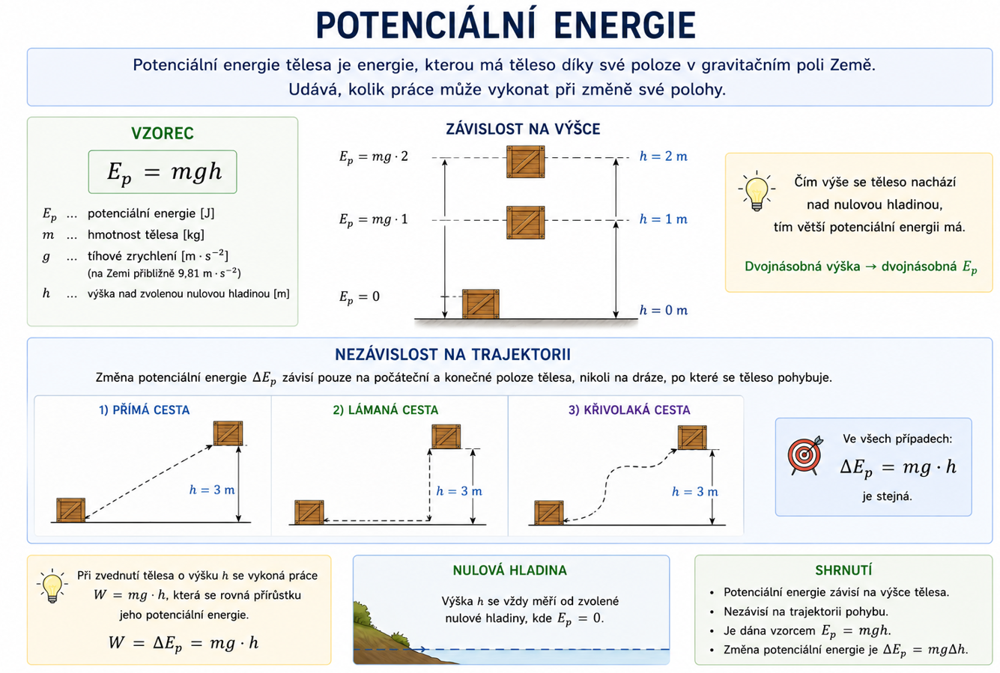 POTENCIÁLNÍ ENERGIE
Potenciální energie tělesa je energie, kterou má těleso díky své poloze v gravitačním poli Země.
Udává, kolik práce může vykonat při změně své polohy.
VZOREC
E_p = mgh
E_p … potenciální energie [J]
m … hmotnost tělesa [kg]
g … tíhové zrychlení [m · s⁻²]
(na Zemi přibližně 9,81 m · s⁻²)
h … výška nad zvolenou nulovou hladinou [m]
ZÁVISLOST NA VÝŠCE
E_p = mg · 2
h = 2 m
E_p = mg · 1
h = 1 m
E_p = 0
h = 0 m
Čím výše se těleso nachází
nad nulovou hladinou,
tím větší potenciální energii má.
Dvojnásobná výška → dvojnásobná E_p
NEZÁVISLOST NA TRAJEKTORII
Změna potenciální energie ΔE_p závisí pouze na počáteční a konečné poloze tělesa, nikoli na dráze, po které se těleso pohybuje.
1) PŘÍMÁ CESTA
h = 3 m
2) LÁMANÁ CESTA
h = 3 m
3) KŘIVOLAKÁ CESTA
h = 3 m
Ve všech případech:
ΔE_p = mg · h
je stejná.
Při zvednutí tělesa o výšku h se vykoná práce
W = mg · h, která se rovná přírůstku
jeho potenciální energie.
W = ΔE_p = mg · h
NULOVÁ HLADINA
Výška h se vždy měří od zvolené
nulové hladiny, kde E_p = 0.
SHRNUTÍ
• Potenciální energie závisí na výšce tělesa.
• Nezávisí na trajektorii pohybu.
• Je dána vzorcem E_p = mgh.
• Změna potenciální energie je ΔE_p = mgΔh.